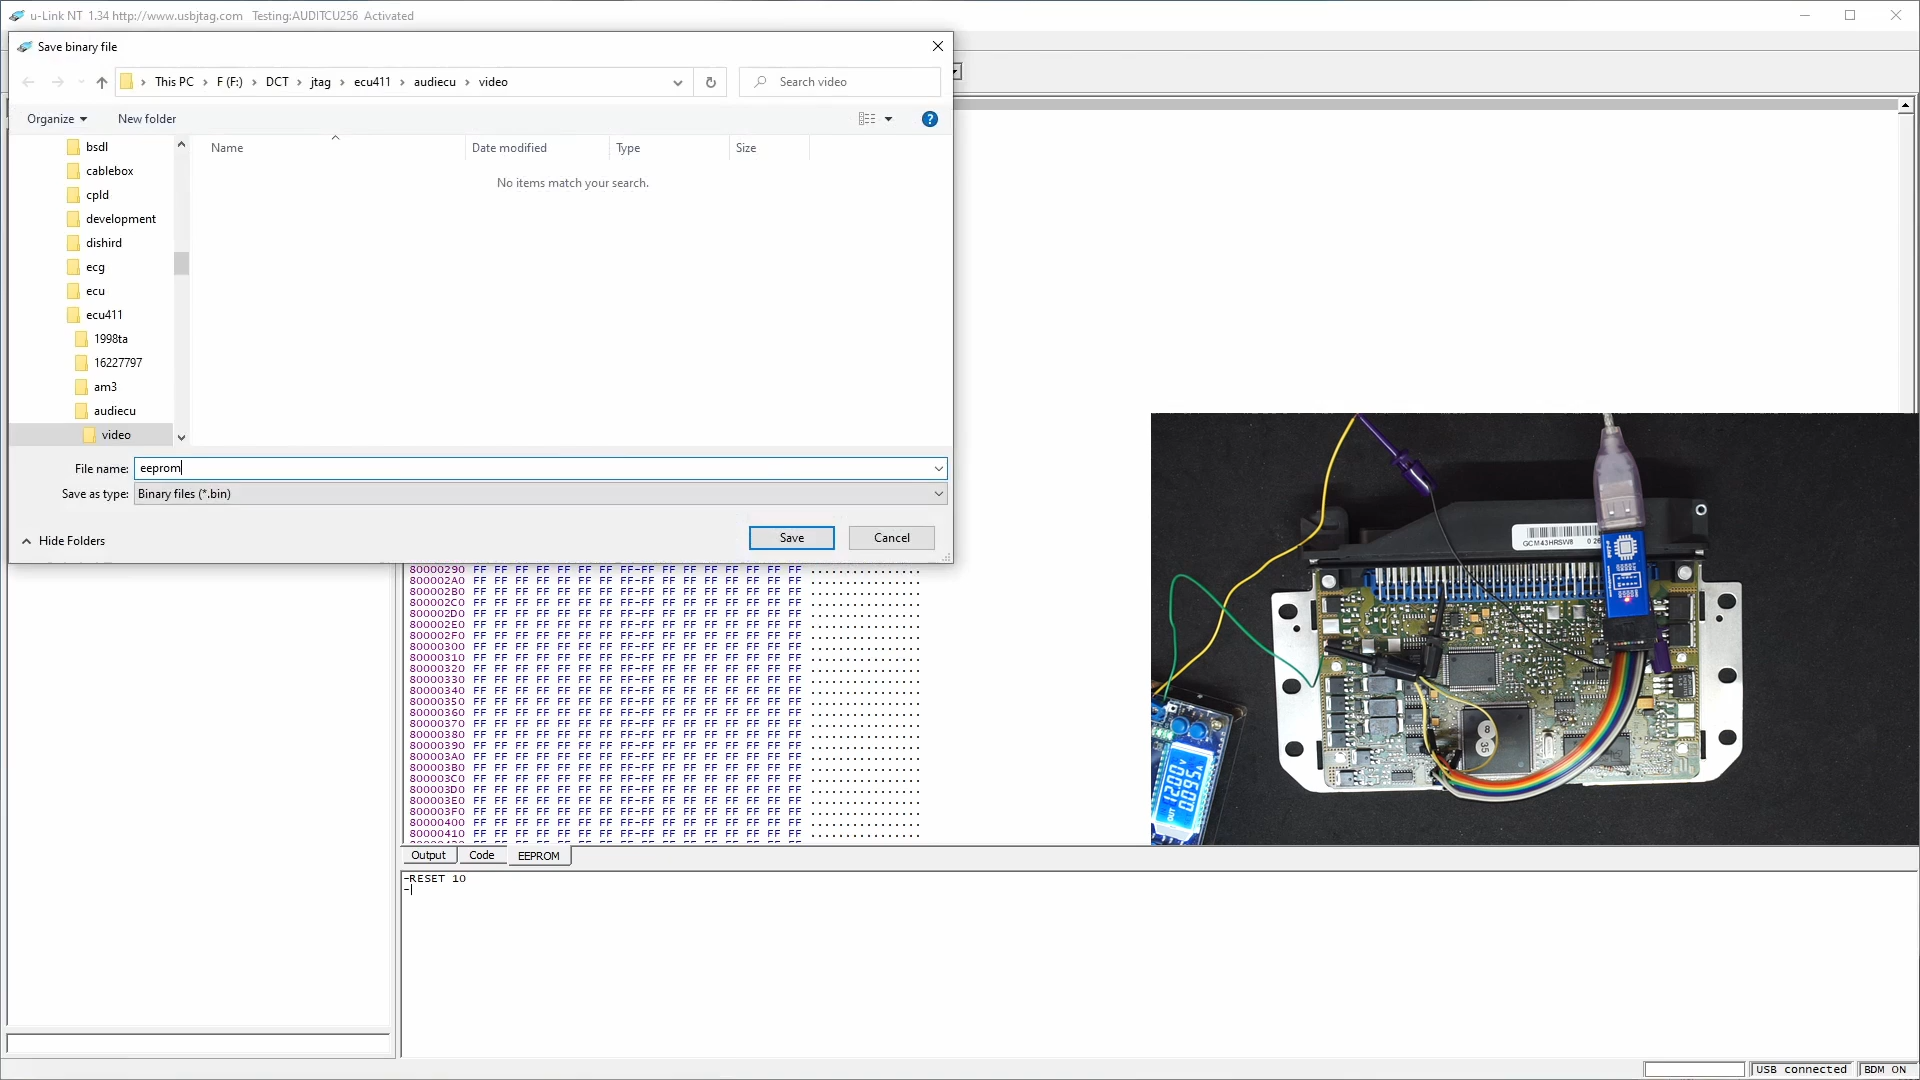 u-Link NT 1.34 http://www.usbjtag.com Testing:AUDITCU256 Activated
Save binary file
This PC > F (F:) > DCT > jtag > ecu411 > audiecu > video
Search video
Organize
New folder
bsdl
cablebox
cpld
development
dishird
ecg
ecu
ecu411
1998ta
16227797
am3
audiecu
video
Name Date modified Type Size
No items match your search.
File name: eeprom
Save as type: Binary files (*.bin)
Hide Folders
Save
Cancel
80000290 FF FF FF FF FF FF FF FF-FF FF FF FF FF FF FF FF ................
800002A0 FF FF FF FF FF FF FF FF-FF FF FF FF FF FF FF FF ................
800002B0 FF FF FF FF FF FF FF FF-FF FF FF FF FF FF FF FF ................
800002C0 FF FF FF FF FF FF FF FF-FF FF FF FF FF FF FF FF ................
800002D0 FF FF FF FF FF FF FF FF-FF FF FF FF FF FF FF FF ................
800002E0 FF FF FF FF FF FF FF FF-FF FF FF FF FF FF FF FF ................
800002F0 FF FF FF FF FF FF FF FF-FF FF FF FF FF FF FF FF ................
80000300 FF FF FF FF FF FF FF FF-FF FF FF FF FF FF FF FF ................
80000310 FF FF FF FF FF FF FF FF-FF FF FF FF FF FF FF FF ................
80000320 FF FF FF FF FF FF FF FF-FF FF FF FF FF FF FF FF ................
80000330 FF FF FF FF FF FF FF FF-FF FF FF FF FF FF FF FF ................
80000340 FF FF FF FF FF FF FF FF-FF FF FF FF FF FF FF FF ................
80000350 FF FF FF FF FF FF FF FF-FF FF FF FF FF FF FF FF ................
80000360 FF FF FF FF FF FF FF FF-FF FF FF FF FF FF FF FF ................
80000370 FF FF FF FF FF FF FF FF-FF FF FF FF FF FF FF FF ................
80000380 FF FF FF FF FF FF FF FF-FF FF FF FF FF FF FF FF ................
80000390 FF FF FF FF FF FF FF FF-FF FF FF FF FF FF FF FF ................
800003A0 FF FF FF FF FF FF FF FF-FF FF FF FF FF FF FF FF ................
800003B0 FF FF FF FF FF FF FF FF-FF FF FF FF FF FF FF FF ................
800003C0 FF FF FF FF FF FF FF FF-FF FF FF FF FF FF FF FF ................
800003D0 FF FF FF FF FF FF FF FF-FF FF FF FF FF FF FF FF ................
800003E0 FF FF FF FF FF FF FF FF-FF FF FF FF FF FF FF FF ................
800003F0 FF FF FF FF FF FF FF FF-FF FF FF FF FF FF FF FF ................
80000400 FF FF FF FF FF FF FF FF-FF FF FF FF FF FF FF FF ................
80000410 FF FF FF FF FF FF FF FF-FF FF FF FF FF FF FF FF ................
Output Code EEPROM
-RESET 10
-
GCM43HRSW8 0 26
8
35
12.00 V
0.095 A
OUT
USB connected
BDM ON